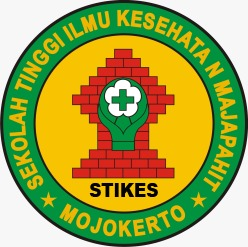 SEKOLAH TINGGI ILMU KESEHATA N MAJAPAHIT
STIKES
MOJOKERTO